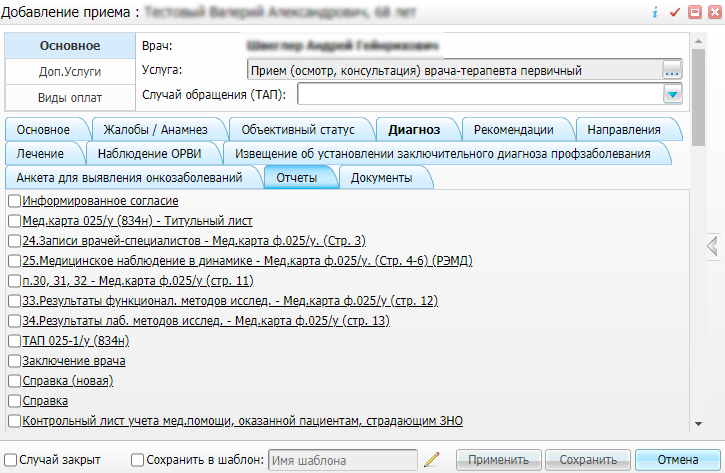 Добавление приема :
Основное
Доп.Услуги
Виды оплат
Врач:
Услуга: Прием (осмотр, консультация) врача-терапевта первичный ...
Случай обращения (ТАП):
Основное Жалобы / Анамнез Объективный статус Диагноз Рекомендации Направления
Лечение Наблюдение ОРВИ Извещение об установлении заключительного диагноза профзаболевания
Анкета для выявления онкозаболеваний Отчеты Документы
Информированное согласие
Мед.карта 025/у (834н) - Титульный лист
24.Записи врачей-специалистов - Мед.карта ф.025/у. (Стр. 3)
25.Медицинское наблюдение в динамике - Мед.карта ф.025/у. (Стр. 4-6) (РЭМД)
п.30, 31, 32 - Мед.карта ф.025/у (стр. 11)
33.Результаты функционал. методов исслед. - Мед.карта ф.025/у (стр. 12)
34.Результаты лаб. методов исслед. - Мед.карта ф.025/у (стр. 13)
ТАП 025-1/у (834н)
Заключение врача
Справка (новая)
Справка
Контрольный лист учета мед.помощи, оказанной пациентам, страдающим ЗНО
Случай закрыт Сохранить в шаблон: Имя шаблона Применить Сохранить Отмена